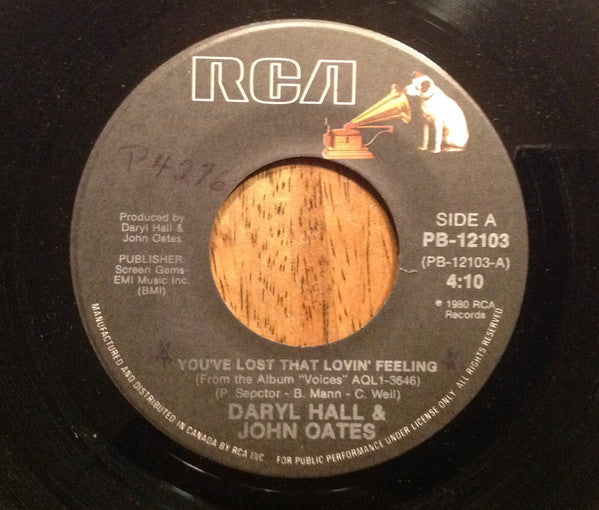 RCA
P4276
Produced by
Daryl Hall &
John Oates
PUBLISHER:
Screen Gems-
EMI Music Inc.
(BMI)
SIDE A
PB-12103
(PB-12103-A)
4:10
℗ 1980 RCA
Records
YOU'VE LOST THAT LOVIN' FEELING
(From the Album "Voices" AQL1-3646)
(P. Sepctor - B. Mann - C. Weil)
DARYL HALL &
JOHN OATES
MANUFACTURED AND DISTRIBUTED IN CANADA BY RCA INC. FOR PUBLIC PERFORMANCE UNDER LICENSE ONLY. ALL RIGHTS RESERVED